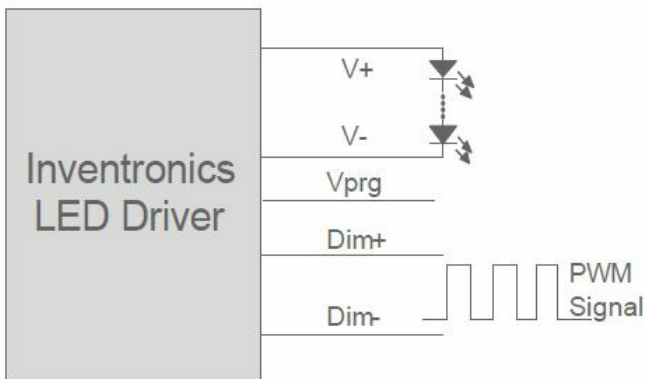 Inventronics
LED Driver
V+
V-
Vprg
Dim+
Dim-
PWM
Signal